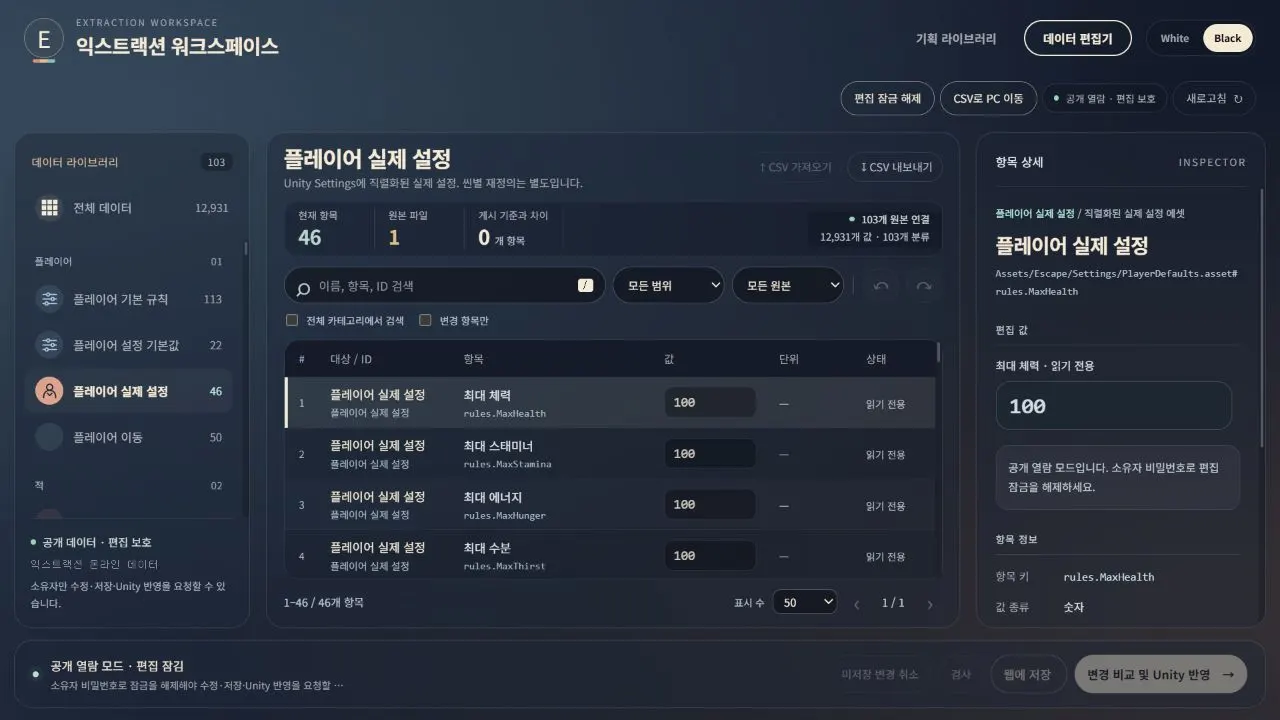 E
EXTRACTION WORKSPACE
익스트랙션 워크스페이스
기획 라이브러리
데이터 편집기
White
Black
편집 잠금 해제
CSV로 PC 이동
공개 열람 · 편집 보호
새로고침 ↻
데이터 라이브러리
103
전체 데이터
12,931
플레이어
01
플레이어 기본 규칙
113
플레이어 설정 기본값
22
플레이어 실제 설정
46
플레이어 이동
50
적
02
공개 데이터 · 편집 보호
익스트랙션 온라인 데이터
소유자만 수정·저장·Unity 반영을 요청할 수 있
습니다.
플레이어 실제 설정
Unity Settings에 직렬화된 실제 설정. 씬별 재정의는 별도입니다.
↑ CSV 가져오기
↧ CSV 내보내기
현재 항목
46
원본 파일
1
게시 기준과 차이
0 개 항목
103개 원본 연결
12,931개 값 · 103개 분류
이름, 항목, ID 검색
/
모든 범위
모든 원본
전체 카테고리에서 검색
변경 항목만
# 대상 / ID 항목 값 단위 상태
1 플레이어 실제 설정 최대 체력 100 — 읽기 전용
플레이어 실제 설정 rules.MaxHealth
2 플레이어 실제 설정 최대 스태미너 100 — 읽기 전용
플레이어 실제 설정 rules.MaxStamina
3 플레이어 실제 설정 최대 에너지 100 — 읽기 전용
플레이어 실제 설정 rules.MaxHunger
4 플레이어 실제 설정 최대 수분 100 — 읽기 전용
플레이어 실제 설정 rules.MaxThirst
1–46 / 46개 항목
표시 수
50
‹ 1 / 1 ›
항목 상세
INSPECTOR
플레이어 실제 설정 / 직렬화된 실제 설정 에셋
플레이어 실제 설정
Assets/Escape/Settings/PlayerDefaults.asset#
rules.MaxHealth
편집 값
최대 체력 · 읽기 전용
100
공개 열람 모드입니다. 소유자 비밀번호로 편집
잠금을 해제하세요.
항목 정보
항목 키 rules.MaxHealth
값 종류 숫자
공개 열람 모드 · 편집 잠김
소유자 비밀번호로 잠금을 해제해야 수정·저장·Unity 반영을 요청할 ···
미저장 변경 취소
검사
웹에 저장
변경 비교 및 Unity 반영 →